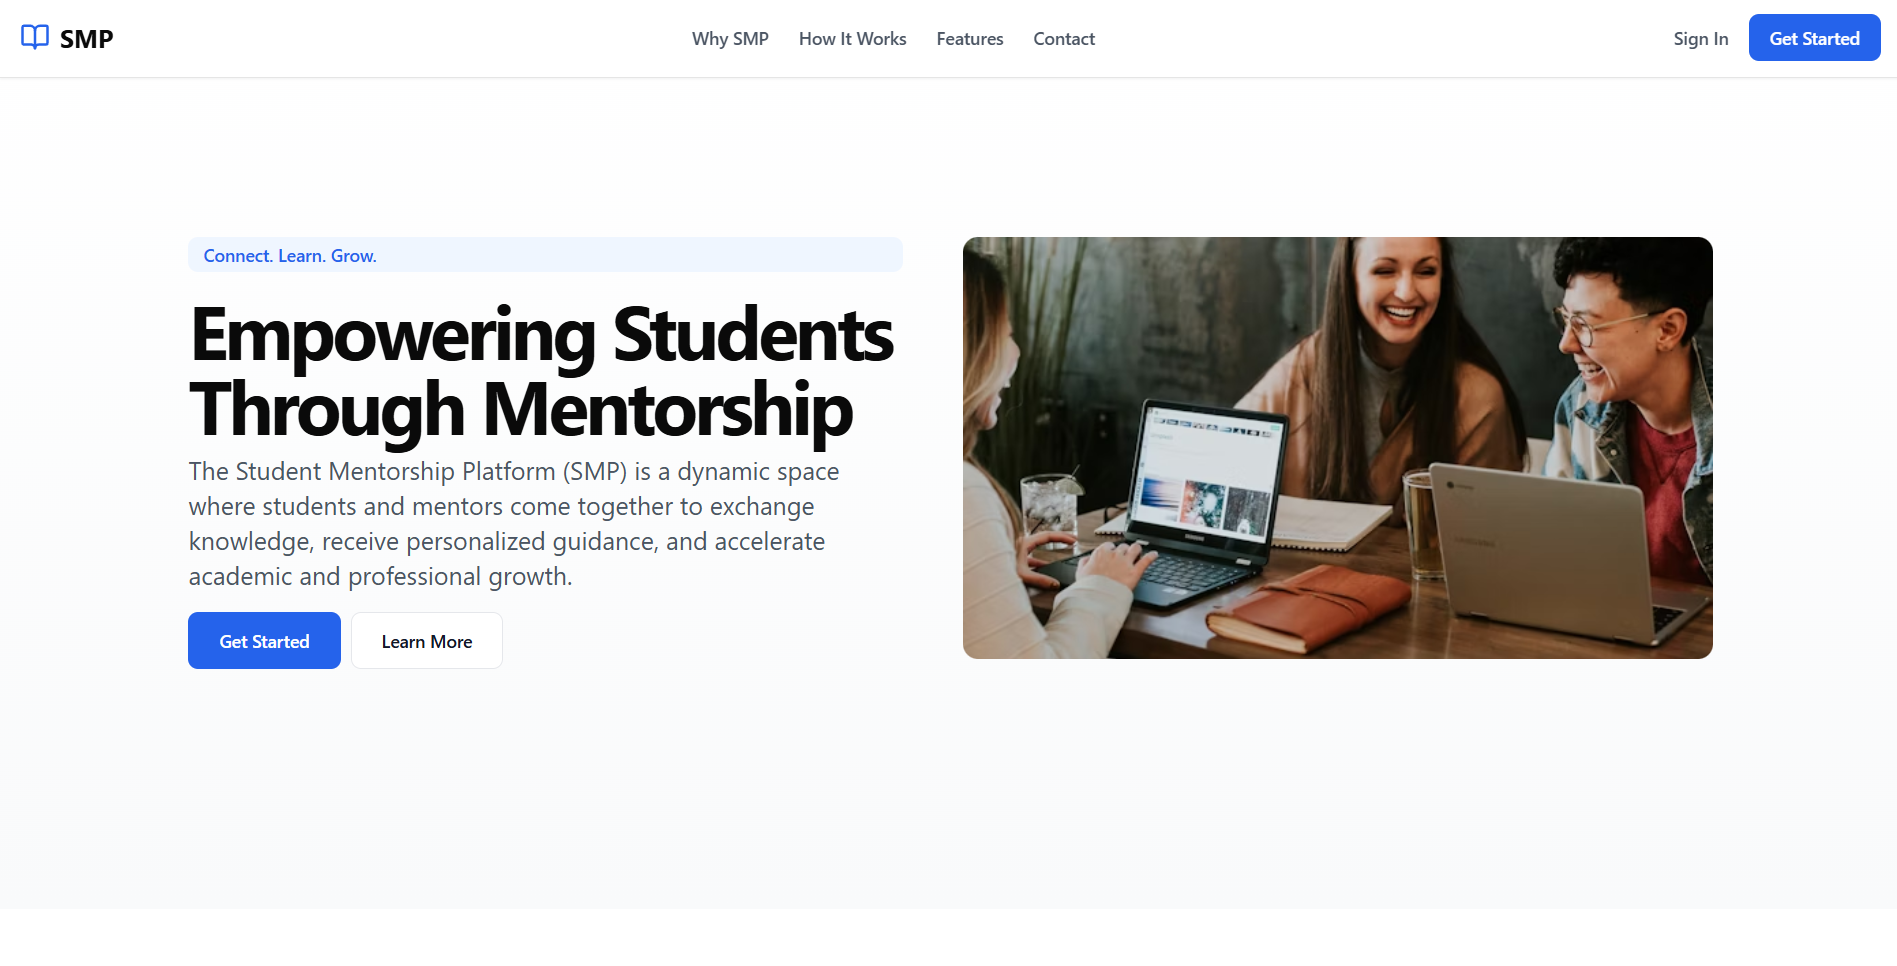 SMP
Why SMP
How It Works
Features
Contact
Sign In
Get Started
Connect. Learn. Grow.
Empowering Students
Through Mentorship
The Student Mentorship Platform (SMP) is a dynamic space
where students and mentors come together to exchange
knowledge, receive personalized guidance, and accelerate
academic and professional growth.
Get Started
Learn More